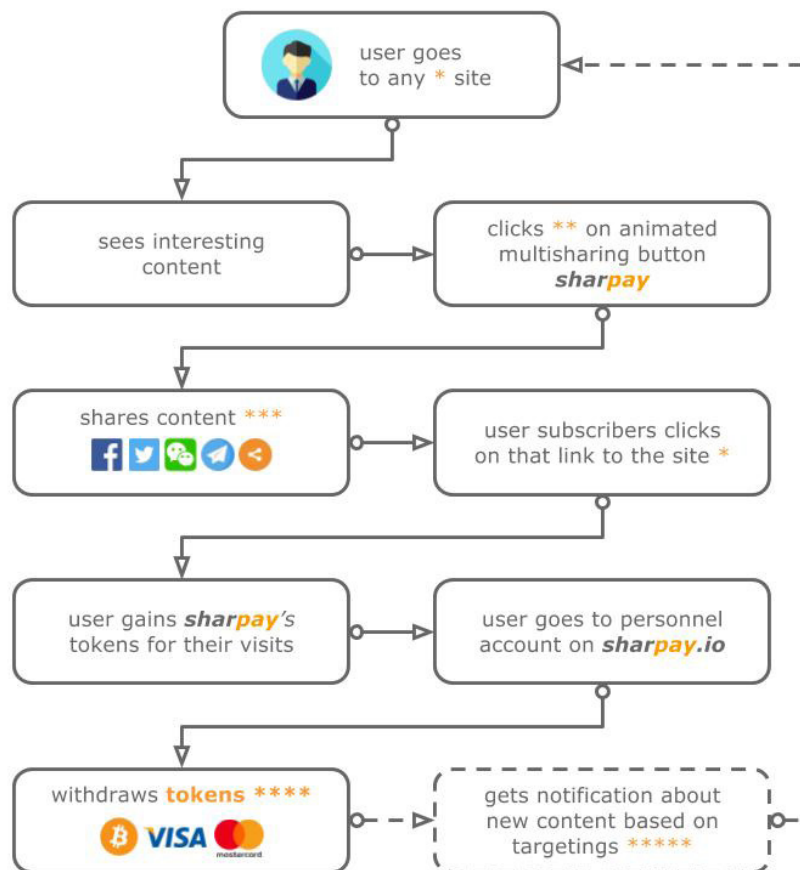 user goes
to any * site
sees interesting
content
clicks ** on animated
multisharing button
sharpay
shares content ***
user subscribers clicks
on that link to the site *
user gains sharpay's
tokens for their visits
user goes to personnel
account on sharpay.io
withdraws tokens ****
VISA
mastercard
gets notification about
new content based on
targetings *****